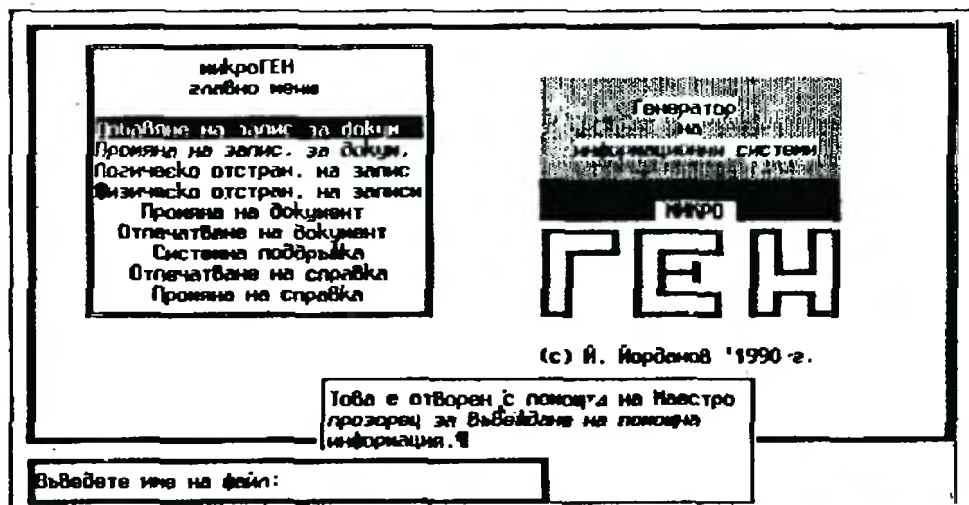 микроГЕН
главно меню
Добавяне на запис за докум.
Промяна на запис. за докум.
Логическо отстран. на запис
Физическо отстран. на записи
Промяна на документ
Отпечатване на документ
Системна поддръжка
Отпечатване на справка
Промяна на справка
Генератор
на
информационни системи
МИКРО
ГЕН
(c) Й. Йорданов '1990 г.
Това е отворен с помощта на Маестро
прозорец за въвеждане на помощна
информация.
Въведете име на файл: